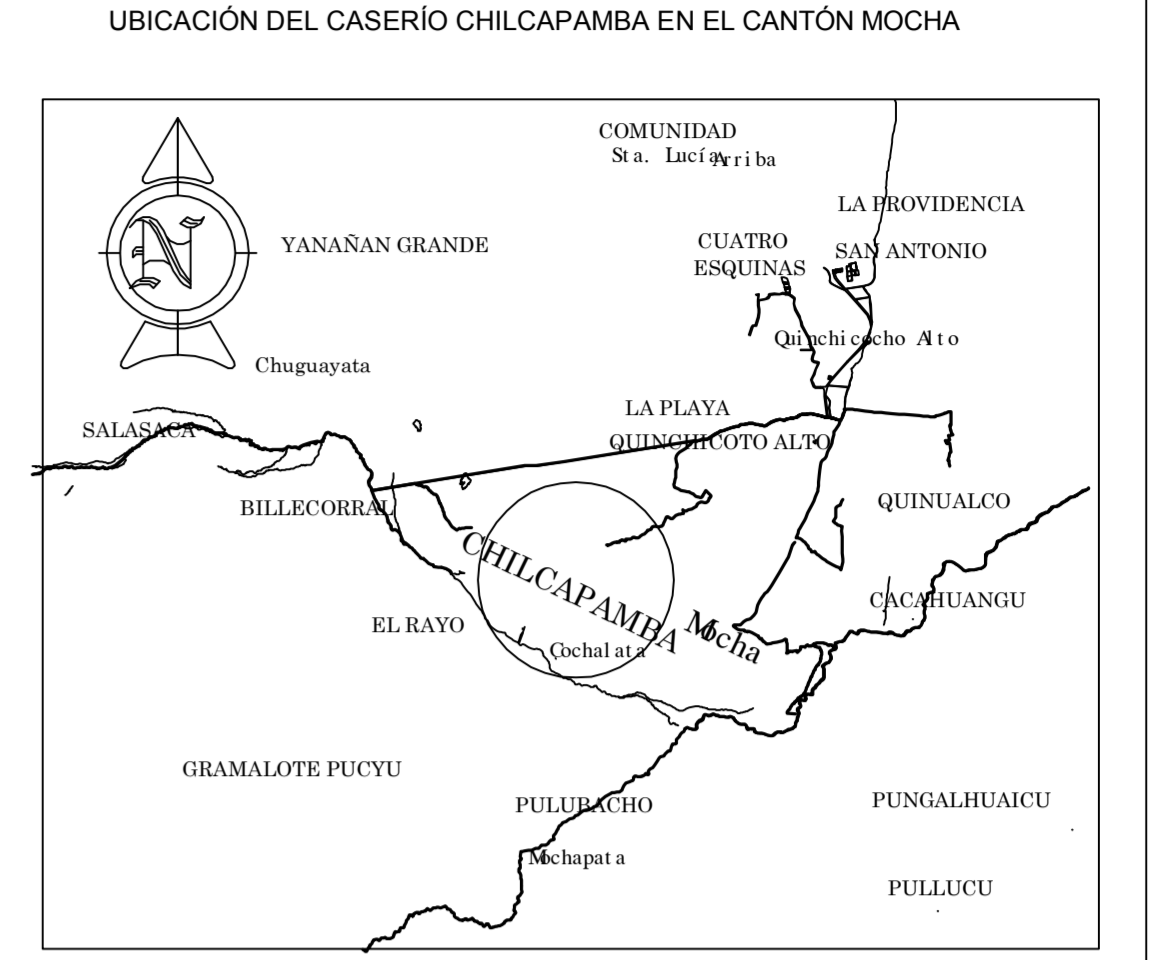 UBICACIÓN DEL CASERÍO CHILCAPAMBA EN EL CANTÓN MOCHA
COMUNIDAD
Sta. Lucía Arriba
LA PROVIDENCIA
N
YANAÑAN GRANDE
CUATRO
ESQUINAS
SAN ANTONIO
Quinchicocho Alto
Chuguayata
LA PLAYA
SALASACA
QUINCHICOTO ALTO
BILLECORRAL
QUINUALCO
CHILCAPAMBA
CACAHUANGU
EL RAYO
Mocha
Cochalata
GRAMALOTE PUCYU
PULUBACHO
PUNGALHUAICU
Mochapata
PULLUCU